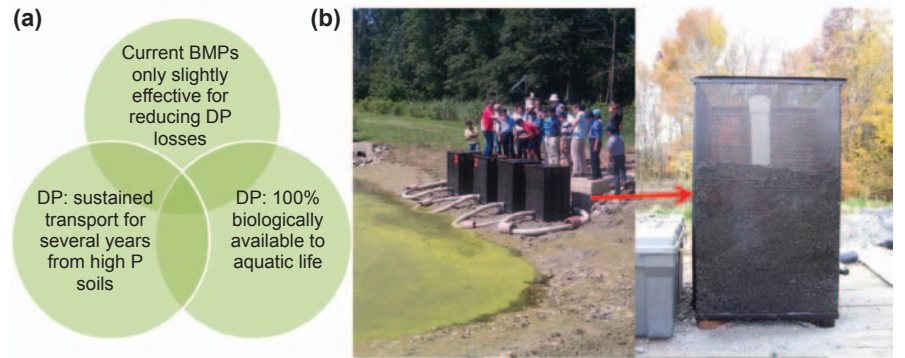 (a)
Current BMPs
only slightly
effective for
reducing DP
losses
DP: sustained
transport for
several years
from high P
soils
DP: 100%
biologically
available to
aquatic life
(b)